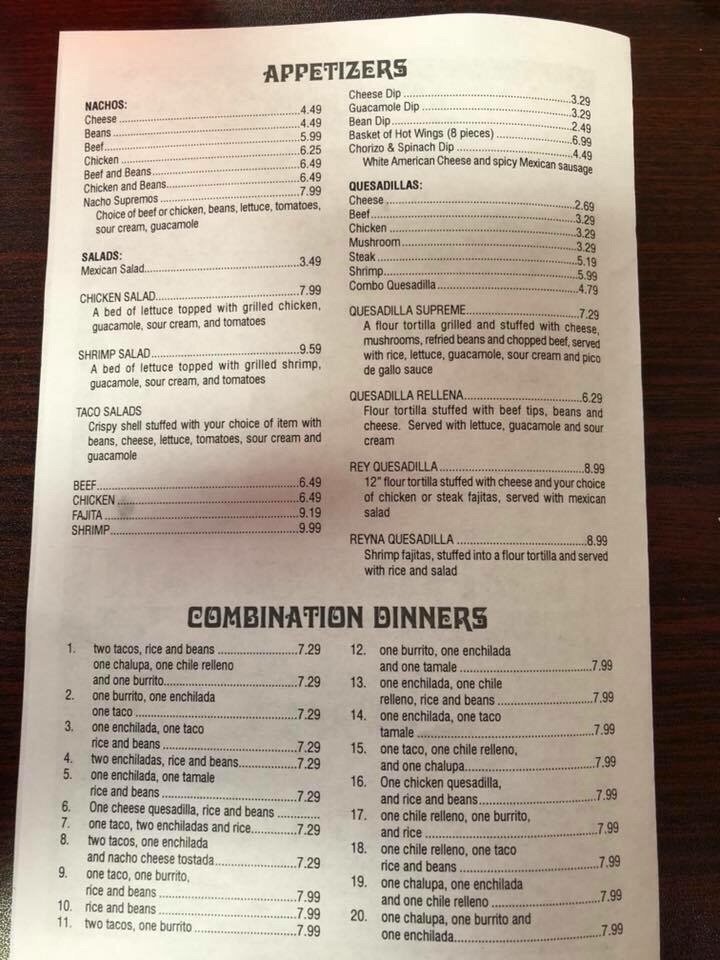 APPETIZERS
NACHOS:
Cheese ........ 4.49
Beans ........ 4.49
Beef ........ 5.99
Chicken ........ 6.25
Beef and Beans ........ 6.49
Chicken and Beans ........ 6.49
Nacho Supremos ........ 7.99
Choice of beef or chicken, beans, lettuce, tomatoes,
sour cream, guacamole
SALADS:
Mexican Salad ........ 3.49
CHICKEN SALAD ........ 7.99
A bed of lettuce topped with grilled chicken,
guacamole, sour cream, and tomatoes
SHRIMP SALAD ........ 9.59
A bed of lettuce topped with grilled shrimp,
guacamole, sour cream, and tomatoes
TACO SALADS
Crispy shell stuffed with your choice of item with
beans, cheese, lettuce, tomatoes, sour cream and
guacamole
BEEF ........ 6.49
CHICKEN ........ 6.49
FAJITA ........ 9.19
SHRIMP ........ 9.99
Cheese Dip ........ 3.29
Guacamole Dip ........ 3.29
Bean Dip ........ 2.49
Basket of Hot Wings (8 pieces) ........ 6.99
Chorizo & Spinach Dip ........ 4.49
White American Cheese and spicy Mexican sausage
QUESADILLAS:
Cheese ........ 2.69
Beef ........ 3.29
Chicken ........ 3.29
Mushroom ........ 3.29
Steak ........ 5.19
Shrimp ........ 5.99
Combo Quesadilla ........ 4.79
QUESADILLA SUPREME ........ 7.29
A flour tortilla grilled and stuffed with cheese,
mushrooms, refried beans and chopped beef, served
with rice, lettuce, guacamole, sour cream and pico
de gallo sauce
QUESADILLA RELLENA ........ 6.29
Flour tortilla stuffed with beef tips, beans and
cheese. Served with lettuce, guacamole and sour
cream
REY QUESADILLA ........ 8.99
12" flour tortilla stuffed with cheese and your choice
of chicken or steak fajitas, served with mexican
salad
REYNA QUESADILLA ........ 8.99
Shrimp fajitas, stuffed into a flour tortilla and served
with rice and salad
COMBINATION DINNERS
1. two tacos, rice and beans ........ 7.29
one chalupa, one chile relleno
and one burrito ........ 7.29
2. one burrito, one enchilada
one taco ........ 7.29
3. one enchilada, one taco
rice and beans ........ 7.29
4. two enchiladas, rice and beans ........ 7.29
5. one enchilada, one tamale
rice and beans ........ 7.29
6. One cheese quesadilla, rice and beans ........
7. one taco, two enchiladas and rice ........ 7.29
8. two tacos, one enchilada
and nacho cheese tostada ........ 7.29
9. one taco, one burrito,
rice and beans ........ 7.99
10. rice and beans ........ 7.99
11. two tacos, one burrito ........ 7.99
12. one burrito, one enchilada
and one tamale ........ 7.99
13. one enchilada, one chile
relleno, rice and beans ........ 7.99
14. one enchilada, one taco
tamale ........ 7.99
15. one taco, one chile relleno,
and one chalupa ........ 7.99
16. One chicken quesadilla,
and rice and beans ........ 7.99
17. one chile relleno, one burrito,
and rice ........ 7.99
18. one chile relleno, one taco
rice and beans ........ 7.99
19. one chalupa, one enchilada
and one chile relleno ........ 7.99
20. one chalupa, one burrito and
one enchilada ........ 7.99